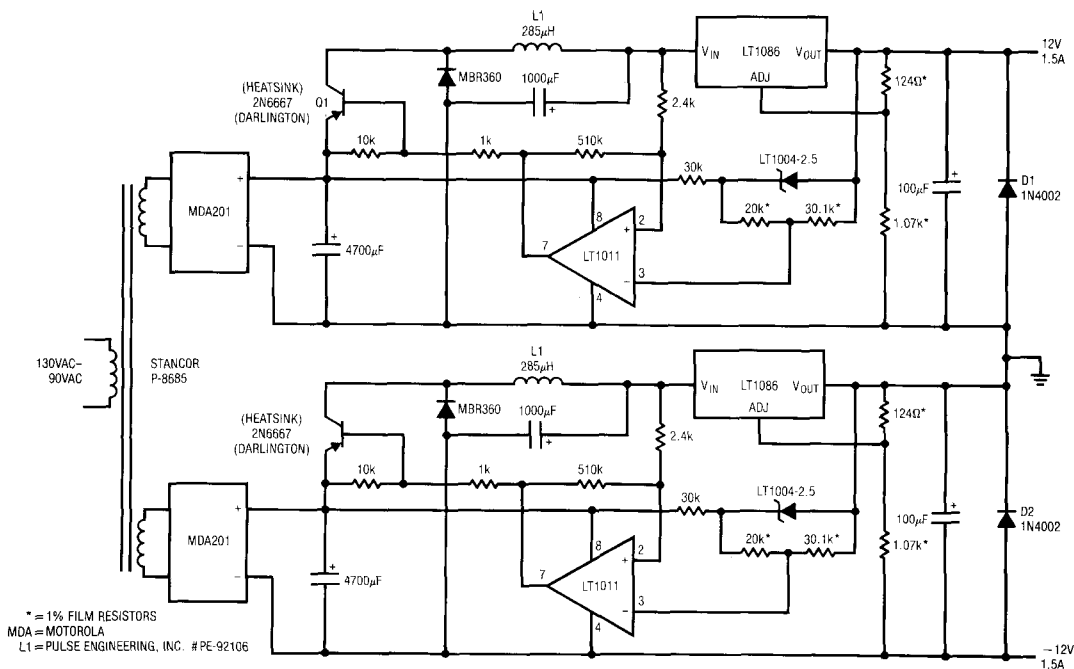 L1
285µH
VIN LT1086 VOUT
ADJ
12V
1.5A
124Ω*
MBR360
1000µF
+
(HEATSINK)
2N6667
(DARLINGTON)
Q1
2.4k
10k
1k
510k
30k
LT1004-2.5
20k*
30.1k*
100µF
+
D1
1N4002
1.07k*
MDA201
+
−
+
4700µF
8
2
+
7
LT1011
3
−
4
130VAC–
90VAC
STANCOR
P-8685
L1
285µH
VIN LT1086 VOUT
ADJ
124Ω*
MBR360
1000µF
+
(HEATSINK)
2N6667
(DARLINGTON)
2.4k
10k
1k
510k
30k
LT1004-2.5
20k*
30.1k*
100µF
+
D2
1N4002
1.07k*
MDA201
+
−
+
4700µF
8
2
+
7
LT1011
3
−
4
* = 1% FILM RESISTORS
MDA = MOTOROLA
L1 = PULSE ENGINEERING, INC. #PE-92106
−12V
1.5A